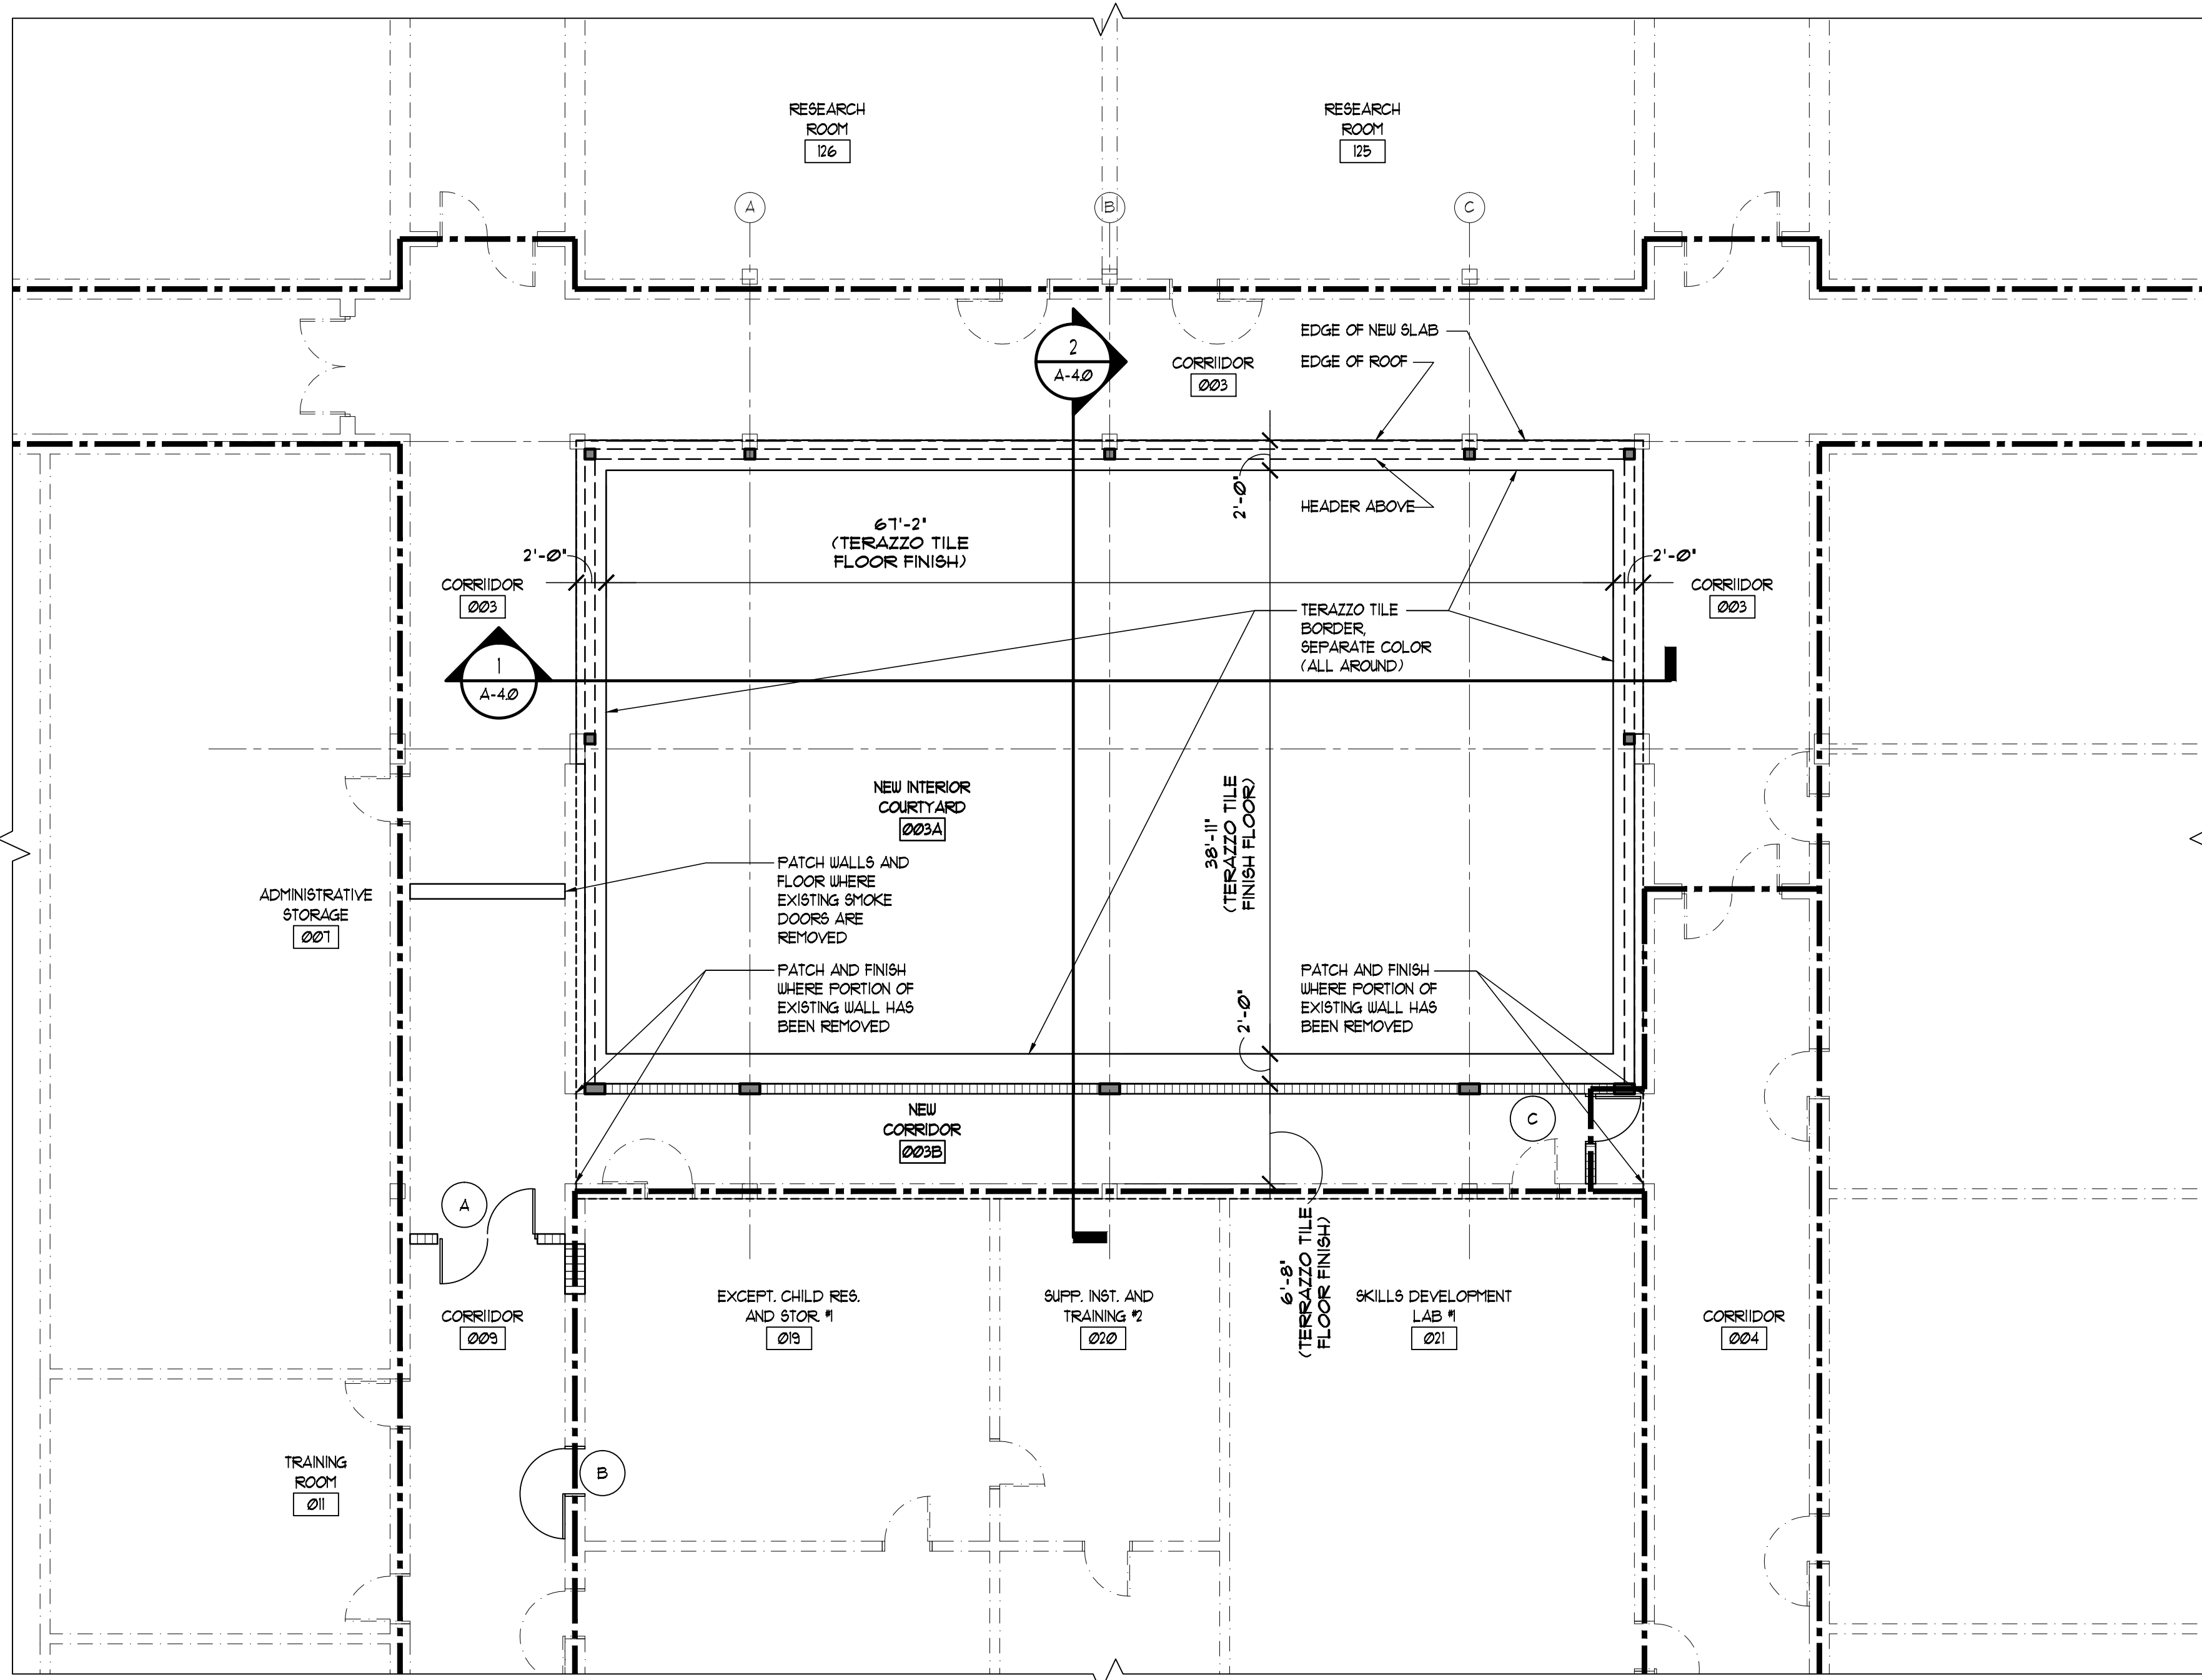 RESEARCH
ROOM
126
RESEARCH
ROOM
125
A
B
C
2
A-4.0
CORRIIDOR
003
EDGE OF NEW SLAB
EDGE OF ROOF
HEADER ABOVE
2'-0"
67'-2"
(TERAZZO TILE
FLOOR FINISH)
2'-0"
2'-0"
CORRIIDOR
003
CORRIIDOR
003
TERAZZO TILE
BORDER,
SEPARATE COLOR
(ALL AROUND)
1
A-4.0
NEW INTERIOR
COURTYARD
003A
38'-11"
(TERAZZO TILE
FINISH FLOOR)
PATCH WALLS AND
FLOOR WHERE
EXISTING SMOKE
DOORS ARE
REMOVED
ADMINISTRATIVE
STORAGE
007
PATCH AND FINISH
WHERE PORTION OF
EXISTING WALL HAS
BEEN REMOVED
2'-0"
PATCH AND FINISH
WHERE PORTION OF
EXISTING WALL HAS
BEEN REMOVED
NEW
CORRIDOR
003B
C
A
6'-8"
(TERRAZZO TILE
FLOOR FINISH)
CORRIIDOR
009
EXCEPT. CHILD RES.
AND STOR. #1
019
SUPP. INST. AND
TRAINING #2
020
SKILLS DEVELOPMENT
LAB #1
021
CORRIIDOR
004
TRAINING
ROOM
011
B